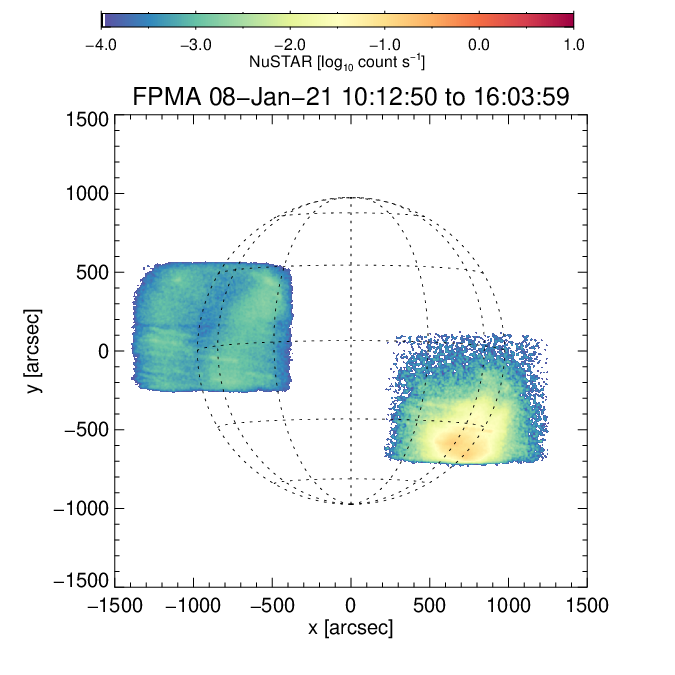 −4.0 −3.0 −2.0 −1.0 0.0 1.0
NuSTAR [log10 count s−1]
FPMA 08−Jan−21 10:12:50 to 16:03:59
1500
1000
500
0
−500
−1000
−1500
y [arcsec]
−1500 −1000 −500 0 500 1000 1500
x [arcsec]